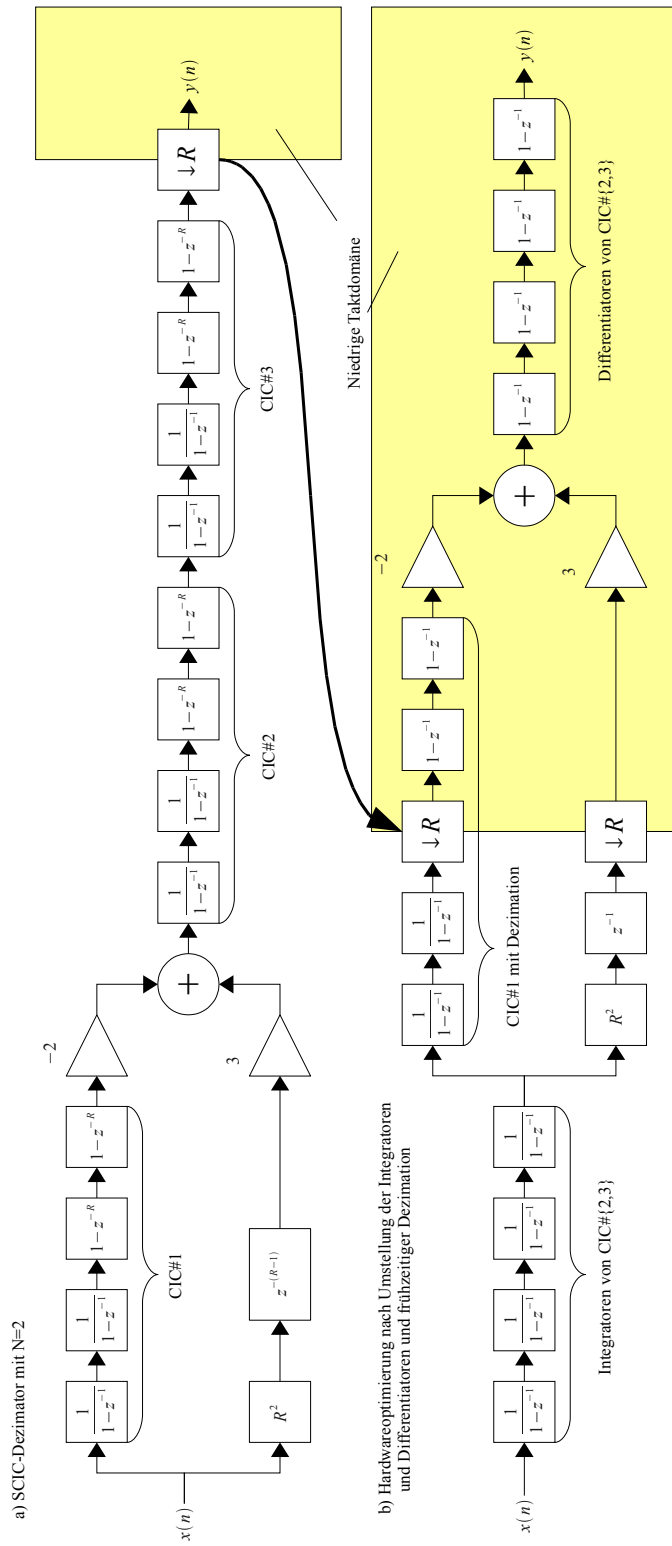 a) SCIC-Dezimator mit N=2
x(n)
1/(1−z⁻¹)
1/(1−z⁻¹)
1−z^−R
1−z^−R
−2
CIC#1
R²
z^−(R−1)
3
+
1/(1−z⁻¹)
1/(1−z⁻¹)
1−z^−R
1−z^−R
CIC#2
1/(1−z⁻¹)
1/(1−z⁻¹)
1−z^−R
1−z^−R
CIC#3
↓R
y(n)
Niedrige Taktdomäne
b) Hardwareoptimierung nach Umstellung der Integratoren
und Differentiatoren und frühzeitiger Dezimation
x(n)
1/(1−z⁻¹)
1/(1−z⁻¹)
1/(1−z⁻¹)
1/(1−z⁻¹)
Integratoren von CIC#{2,3}
1/(1−z⁻¹)
1/(1−z⁻¹)
↓R
1−z⁻¹
1−z⁻¹
−2
CIC#1 mit Dezimation
R²
z⁻¹
↓R
3
+
1−z⁻¹
1−z⁻¹
1−z⁻¹
1−z⁻¹
y(n)
Differentiatoren von CIC#{2,3}